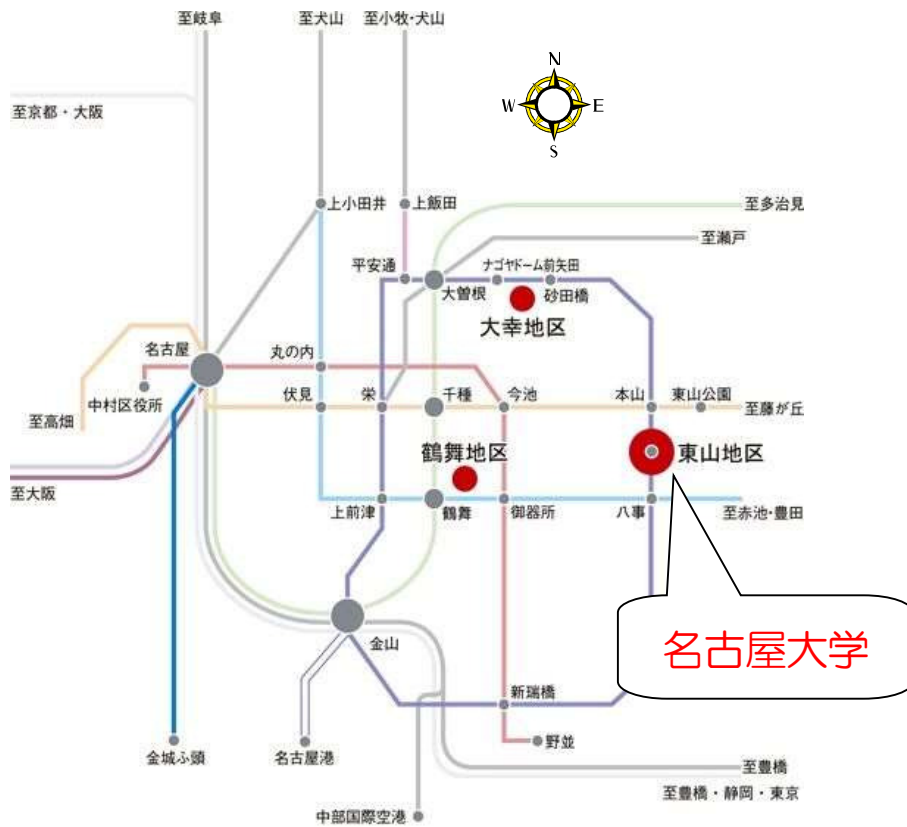 至岐阜
至犬山
至小牧・犬山
N
W
E
S
至京都・大阪
上小田井
上飯田
至多治見
至瀬戸
平安通
ナゴヤドーム前矢田
大曽根
砂田橋
大幸地区
名古屋
丸の内
中村区役所
伏見
栄
千種
今池
本山
東山公園
至高畑
至藤が丘
鶴舞地区
東山地区
至大阪
上前津
鶴舞
御器所
八事
至赤池・豊田
名古屋大学
金山
新瑞橋
野並
金城ふ頭
名古屋港
至豊橋
至豊橋・静岡・東京
中部国際空港